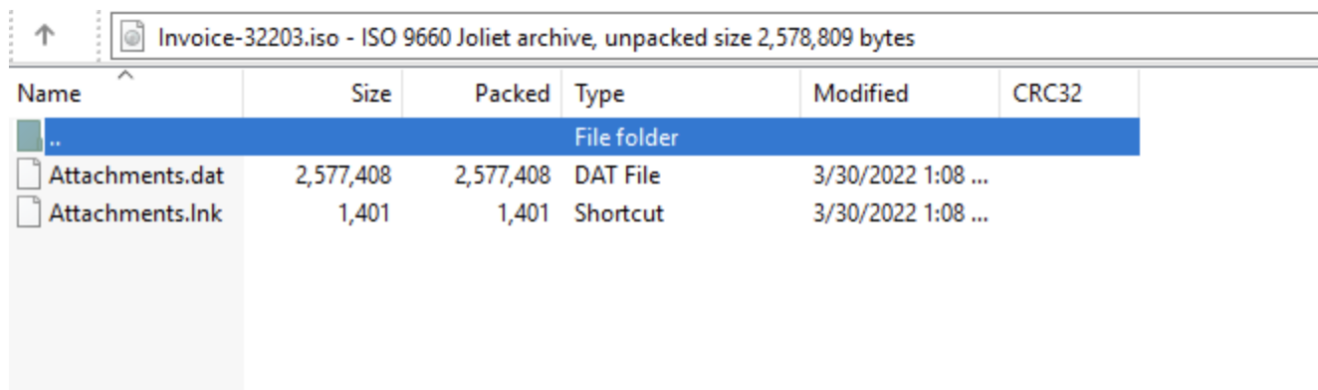 Invoice-32203.iso - ISO 9660 Joliet archive, unpacked size 2,578,809 bytes
Name Size Packed Type Modified CRC32
.. File folder
Attachments.dat 2,577,408 2,577,408 DAT File 3/30/2022 1:08 ...
Attachments.lnk 1,401 1,401 Shortcut 3/30/2022 1:08 ...